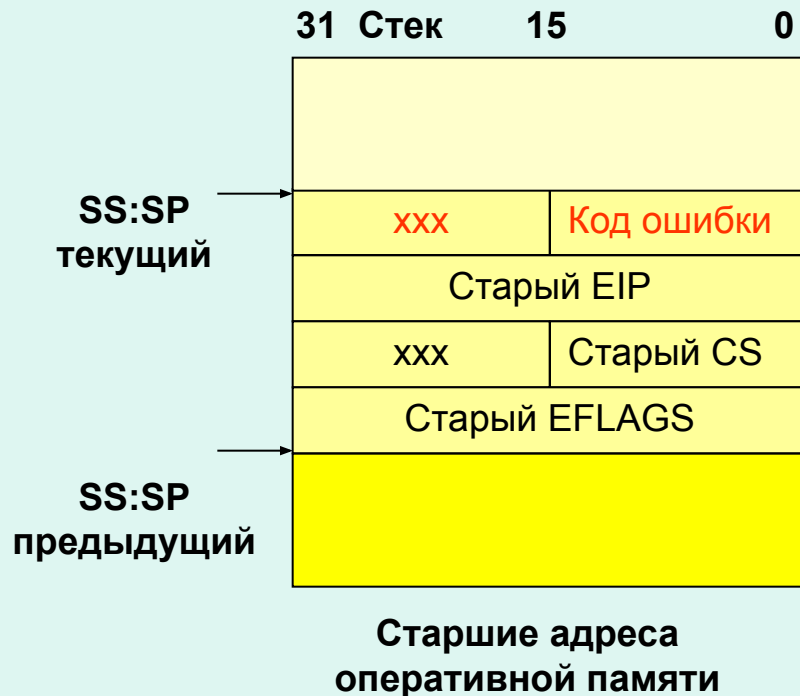 31 Стек 15 0
SS:SP
текущий
xxx Код ошибки
Старый EIP
xxx Старый CS
Старый EFLAGS
SS:SP
предыдущий
Старшие адреса
оперативной памяти